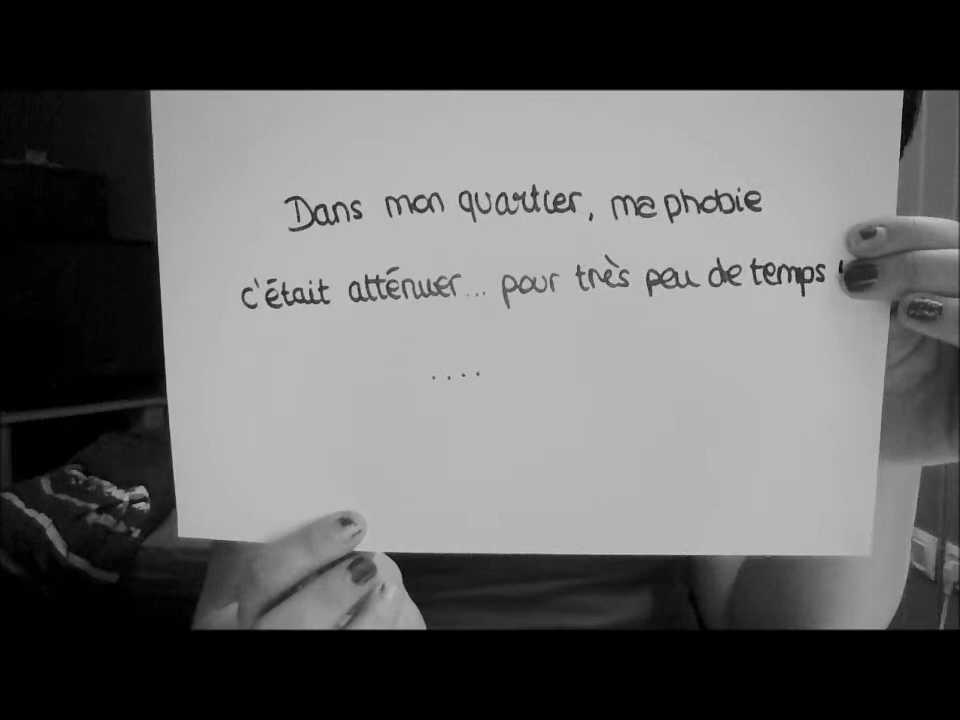 Dans mon quartier, ma phobie
c'était atténuer... pour très peu de temps !
....